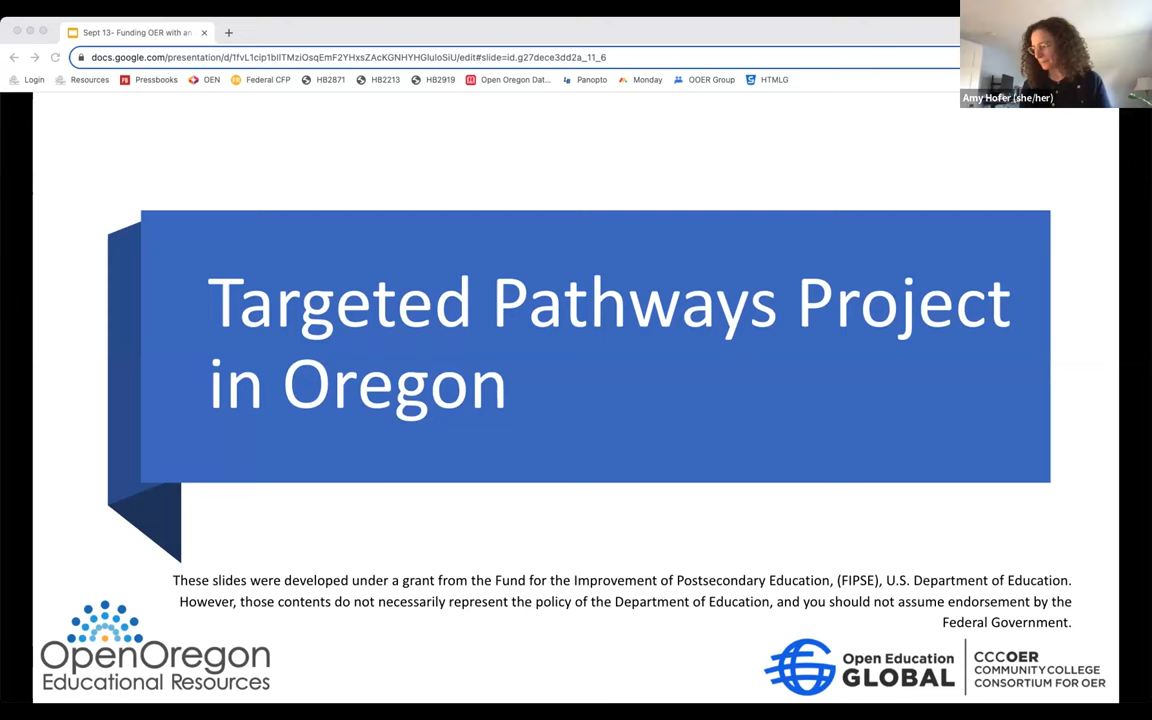 Sept 13- Funding OER with an
docs.google.com/presentation/d/1fvL1cip1bIlTMziOsqEmF2YHxsZAcKGNHYHGluloSiU/edit#slide=id.g27dece3dd2a_11_6
Login Resources Pressbooks OEN Federal CFP HB2871 HB2213 HB2919 Open Oregon Dat... Panopto Monday OOER Group HTMLG
Amy Hofer (she/her)
Targeted Pathways Project
in Oregon
These slides were developed under a grant from the Fund for the Improvement of Postsecondary Education, (FIPSE), U.S. Department of Education.
However, those contents do not necessarily represent the policy of the Department of Education, and you should not assume endorsement by the
Federal Government.
OpenOregon
Educational Resources
Open Education
GLOBAL
CCCOER
COMMUNITY COLLEGE
CONSORTIUM FOR OER